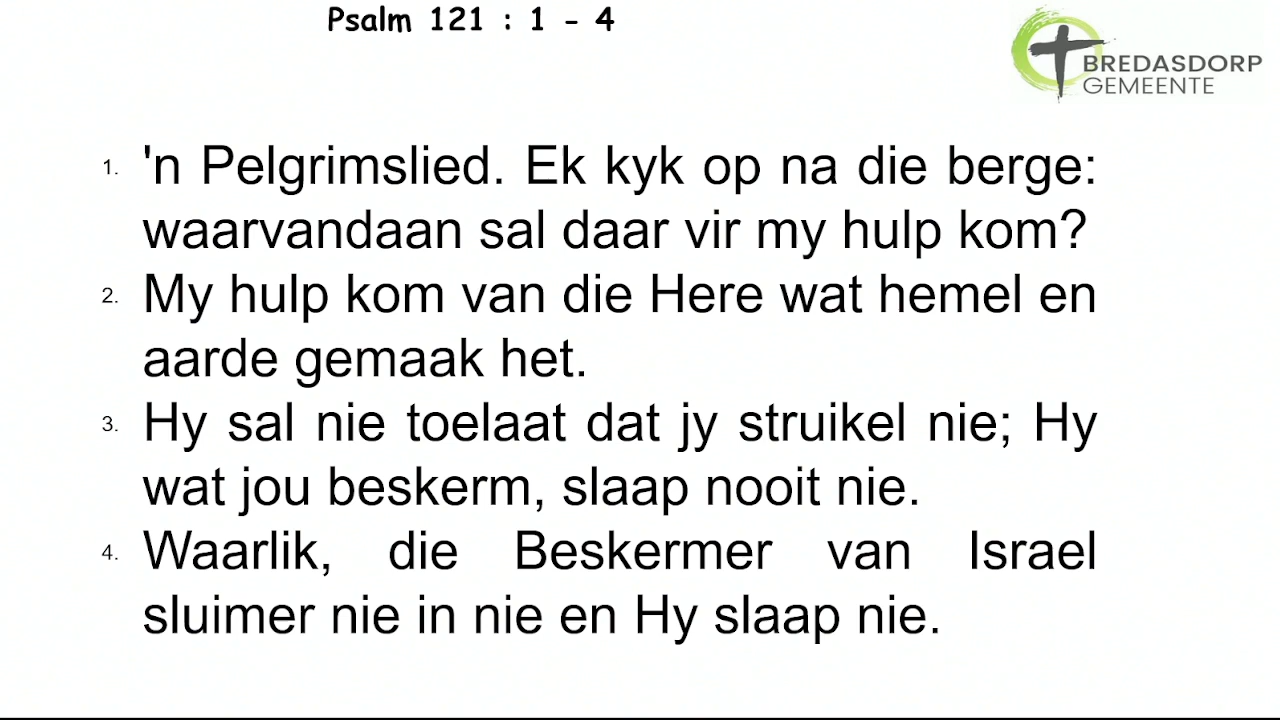 Psalm 121 : 1 - 4
BREDASDORP
GEMEENTE
1. 'n Pelgrimslied. Ek kyk op na die berge:
waarvandaan sal daar vir my hulp kom?
2. My hulp kom van die Here wat hemel en
aarde gemaak het.
3. Hy sal nie toelaat dat jy struikel nie; Hy
wat jou beskerm, slaap nooit nie.
4. Waarlik, die Beskermer van Israel
sluimer nie in nie en Hy slaap nie.